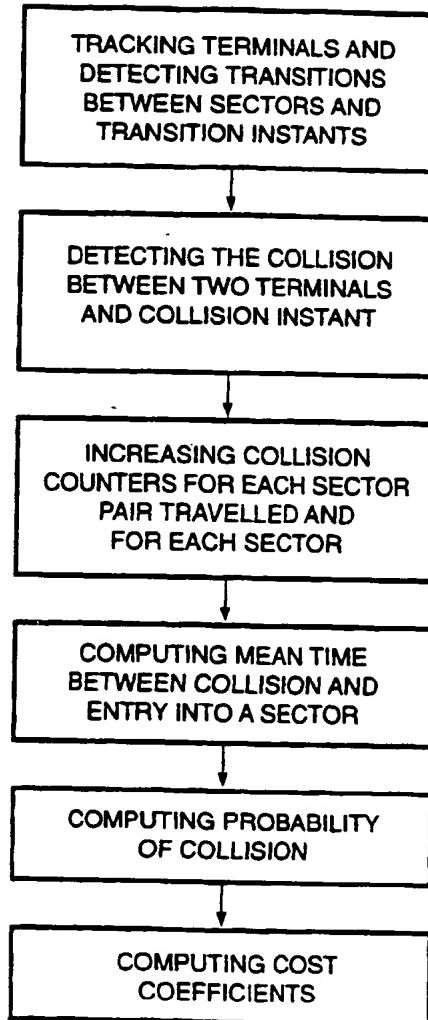 TRACKING TERMINALS AND
DETECTING TRANSITIONS
BETWEEN SECTORS AND
TRANSITION INSTANTS
DETECTING THE COLLISION
BETWEEN TWO TERMINALS
AND COLLISION INSTANT
INCREASING COLLISION
COUNTERS FOR EACH SECTOR
PAIR TRAVELLED AND
FOR EACH SECTOR
COMPUTING MEAN TIME
BETWEEN COLLISION AND
ENTRY INTO A SECTOR
COMPUTING PROBABILITY
OF COLLISION
COMPUTING COST
COEFFICIENTS